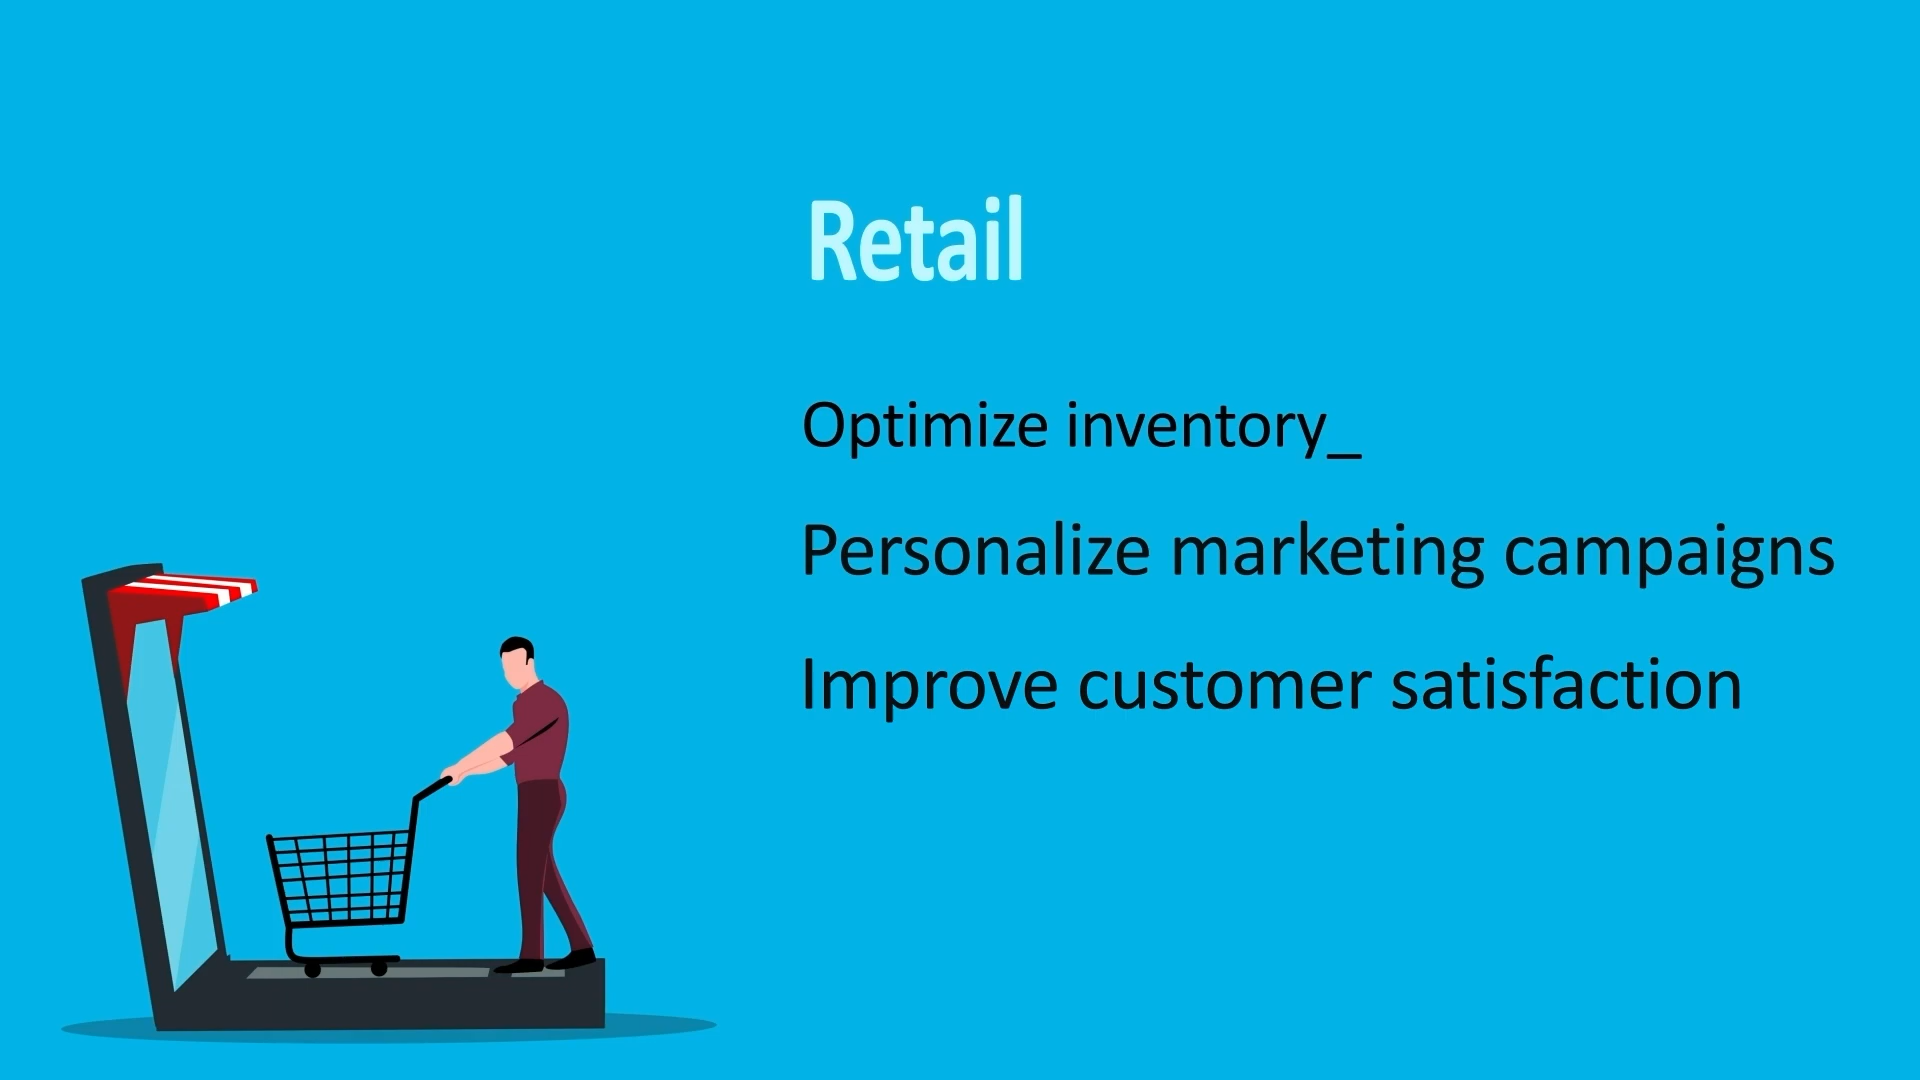 Retail
Optimize inventory_
Personalize marketing campaigns
Improve customer satisfaction